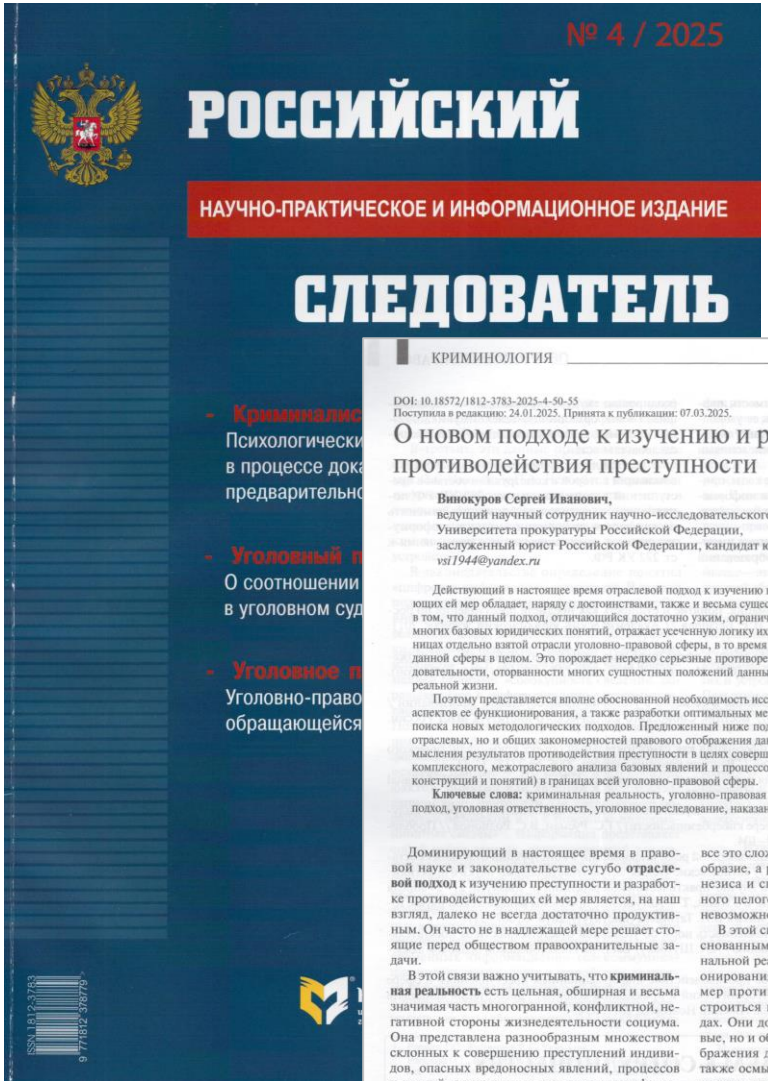 № 4 / 2025
РОССИЙСКИЙ
НАУЧНО-ПРАКТИЧЕСКОЕ И ИНФОРМАЦИОННОЕ ИЗДАНИЕ
СЛЕДОВАТЕЛЬ
- Криминалис
Психологически
в процессе дока
предварительно
- Уголовный п
О соотношении
в уголовном суд
- Уголовное п
Уголовно-право
обращающейся
ISSN 1812-3783
9 771812 378779 >
КРИМИНОЛОГИЯ
DOI: 10.18572/1812-3783-2025-4-50-55
Поступила в редакцию: 24.01.2025. Принята к публикации: 07.03.2025.
О новом подходе к изучению и р
противодействия преступности
Винокуров Сергей Иванович,
ведущий научный сотрудник научно-исследовательского
Университета прокуратуры Российской Федерации,
заслуженный юрист Российской Федерации, кандидат ю
vsi1944@yandex.ru
Действующий в настоящее время отраслевой подход к изучению
ющих ей мер обладает, наряду с достоинствами, также и весьма сущес
в том, что данный подход, отличающийся достаточно узким, огранич
многих базовых юридических понятий, отражает усеченную логику их
ницах отдельно взятой отрасли уголовно-правовой сферы, в то время
данной сферы в целом. Это порождает нередко серьезные противоре
довательности, оторванности многих сущностных положений данны
реальной жизни.
Поэтому представляется вполне обоснованной необходимость исс
аспектов ее функционирования, а также разработки оптимальных ме
поиска новых методологических подходов. Предложенный ниже под
отраслевых, но и общих закономерностей правового отображения дан
мысления результатов противодействия преступности в целях соверш
комплексного, межотраслевого анализа базовых явлений и процессо
конструкций и понятий) в границах всей уголовно-правовой сферы.
Ключевые слова: криминальная реальность, уголовно-правовая
подход, уголовная ответственность, уголовное преследование, наказан
Доминирующий в настоящее время в право-
вой науке и законодательстве сугубо отрасле-
вой подход к изучению преступности и разработ-
ке противодействующих ей мер является, на наш
взгляд, далеко не всегда достаточно продуктив-
ным. Он часто не в надлежащей мере решает сто-
ящие перед обществом правоохранительные за-
дачи.
В этой связи важно учитывать, что криминаль-
ная реальность есть цельная, обширная и весьма
значимая часть многогранной, конфликтной, не-
гативной стороны жизнедеятельности социума.
Она представлена разнообразным множеством
склонных к совершению преступлений индиви-
дов, опасных вредоносных явлений, процессов
все это слож
образие, а р
незиса и с
ного целог
невозможн
В этой с
снованным
нальной реа
онирования
мер проти
строиться
дах. Они до
вые, но и об
бражения д
также осмы